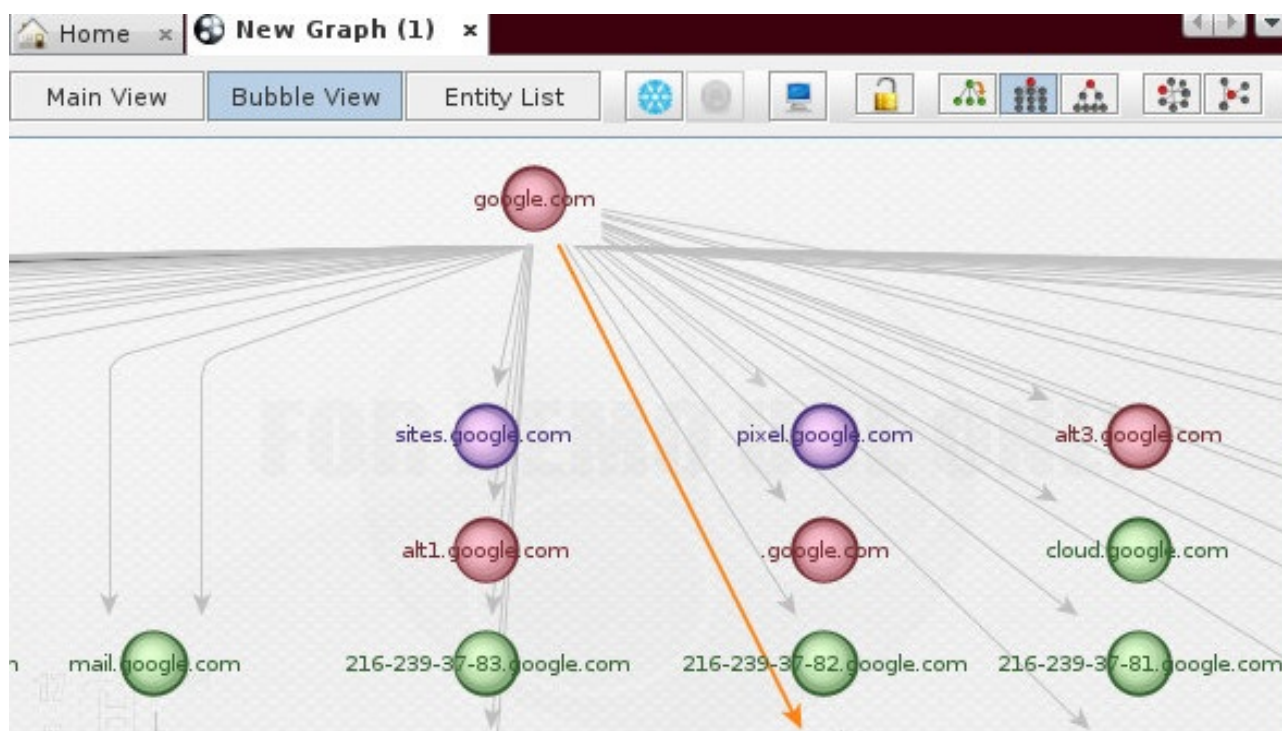 Home
New Graph (1)
Main View
Bubble View
Entity List
google.com
sites.google.com
pixel.google.com
alt3.google.com
alt1.google.com
.google.com
cloud.google.com
mail.google.com
216-239-37-83.google.com
216-239-37-82.google.com
216-239-37-81.google.com